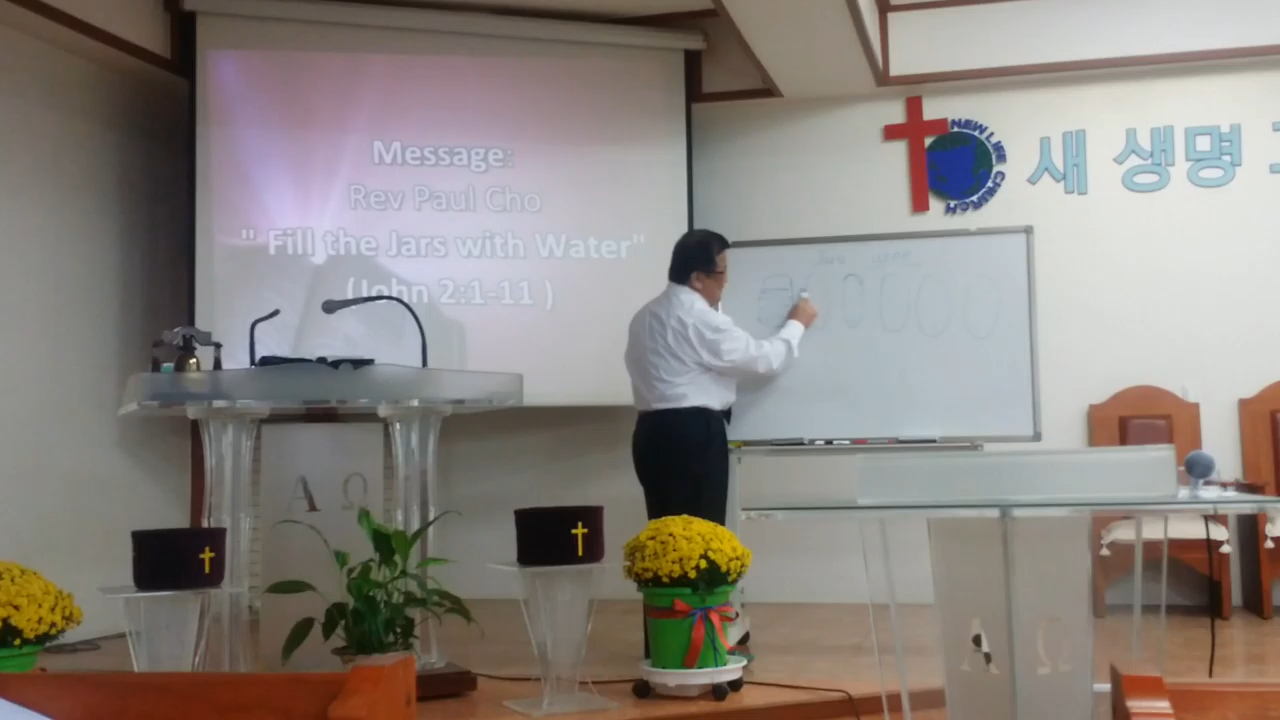 Message:
Rev Paul Cho
" Fill the Jars with Water"
(John 2:1-11 )
NEW LIFE CHURCH
새 생명
Α Ω
Α Ω